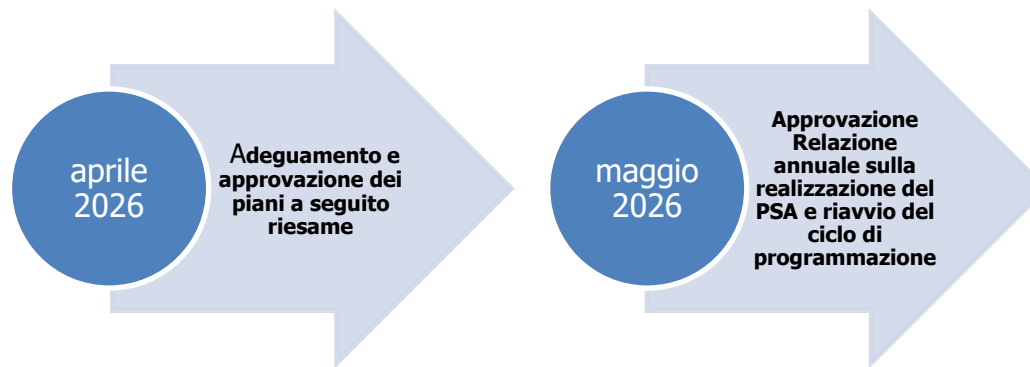 aprile
2026
Adeguamento e
approvazione dei
piani a seguito
riesame
maggio
2026
Approvazione
Relazione
annuale sulla
realizzazione del
PSA e riavvio del
ciclo di
programmazione